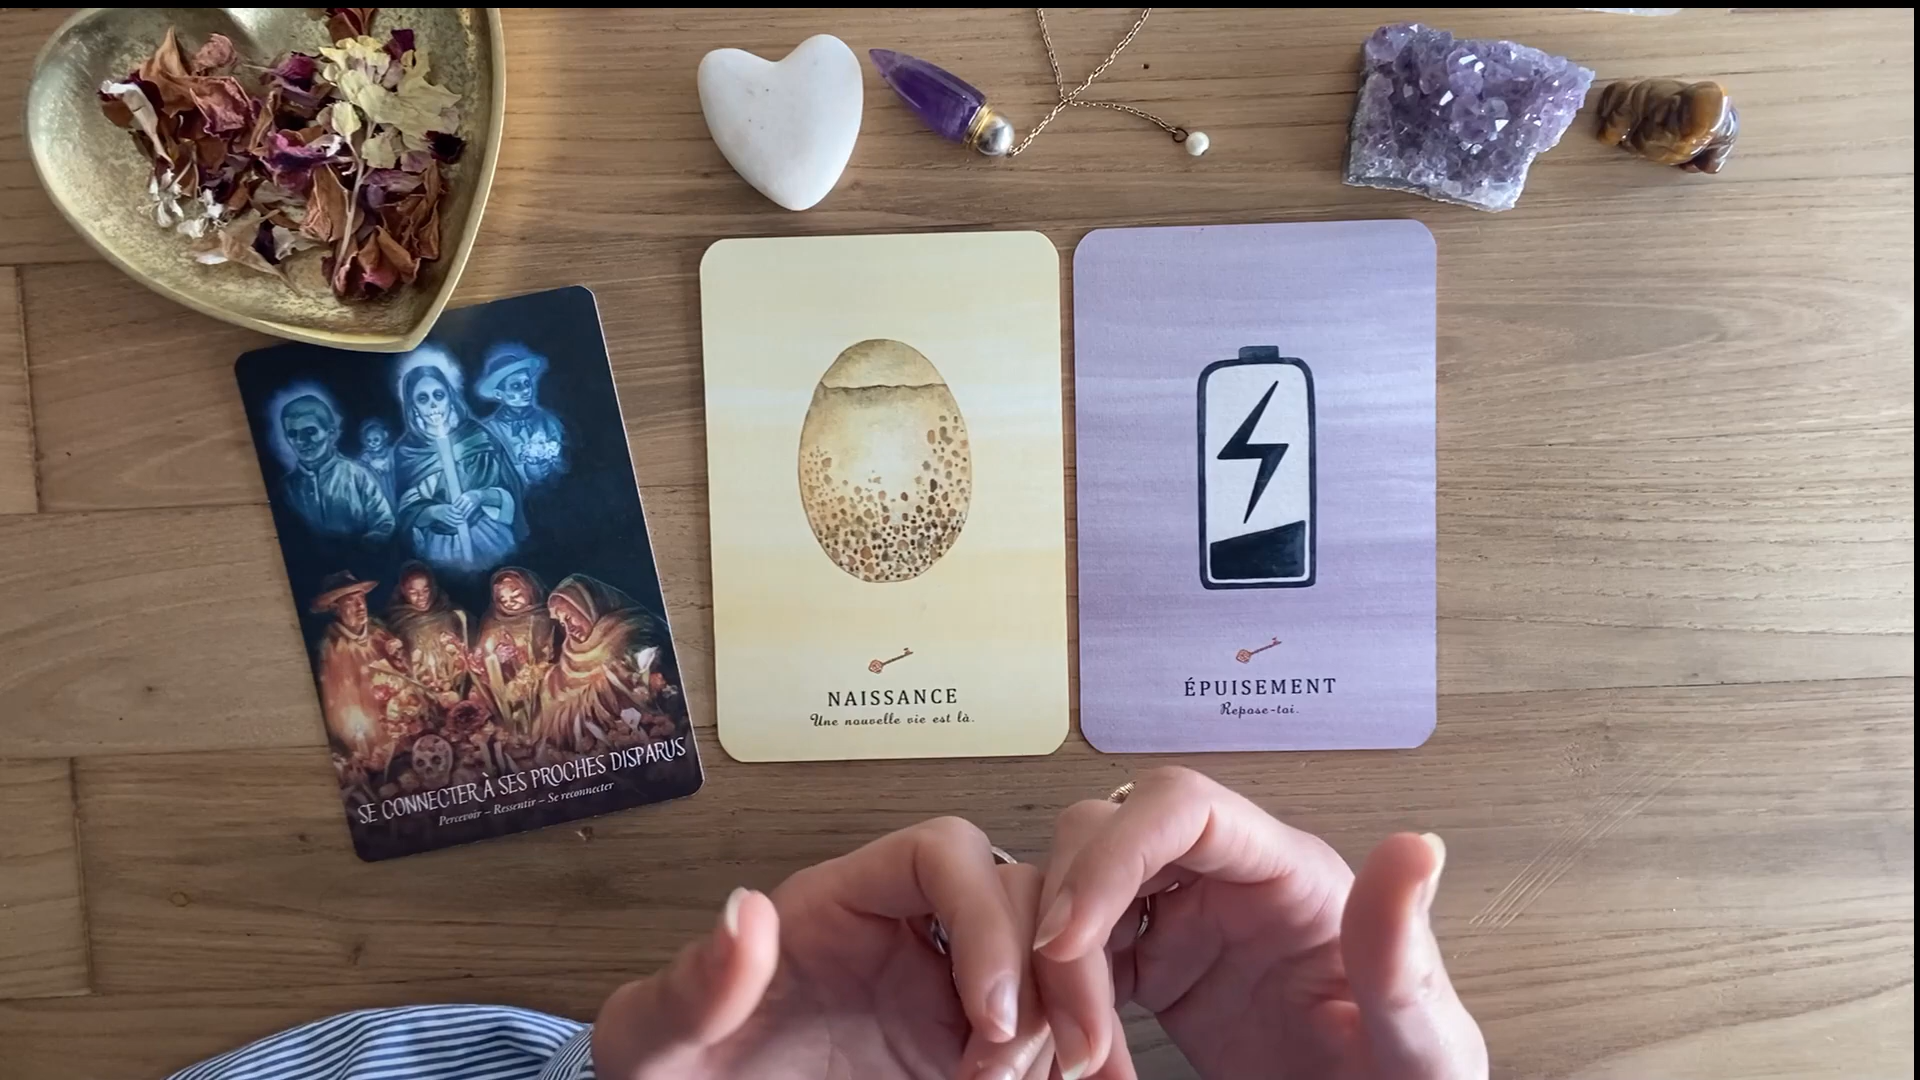 SE CONNECTER À SES PROCHES DISPARUS
Percevoir – Ressentir – Se reconnecter
NAISSANCE
Une nouvelle vie est là.
ÉPUISEMENT
Repose-toi.